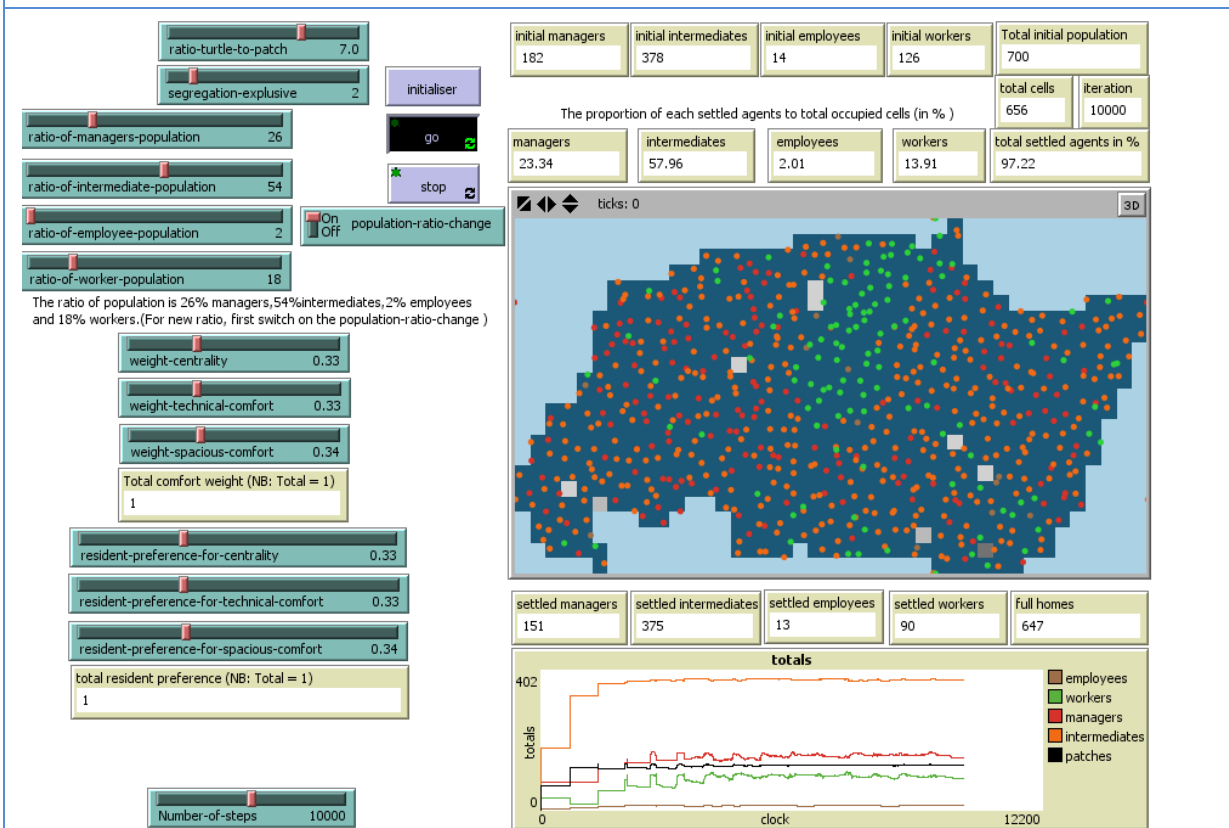 ratio-turtle-to-patch 7.0
segregation-explusive 2
initialiser
ratio-of-managers-population 26
go
ratio-of-intermediate-population 54
stop
ratio-of-employee-population 2
On
Off
population-ratio-change
ratio-of-worker-population 18
The ratio of population is 26% managers,54%intermediates,2% employees
and 18% workers.(For new ratio, first switch on the population-ratio-change )
weight-centrality 0.33
weight-technical-comfort 0.33
weight-spacious-comfort 0.34
Total comfort weight (NB: Total = 1)
1
resident-preference-for-centrality 0.33
resident-preference-for-technical-comfort 0.33
resident-preference-for-spacious-comfort 0.34
total resident preference (NB: Total = 1)
1
Number-of-steps 10000
initial managers
182
initial intermediates
378
initial employees
14
initial workers
126
Total initial population
700
total cells
656
iteration
10000
The proportion of each settled agents to total occupied cells (in % )
managers
23.34
intermediates
57.96
employees
2.01
workers
13.91
total settled agents in %
97.22
ticks: 0
3D
settled managers
151
settled intermediates
375
settled employees
13
settled workers
90
full homes
647
totals
402
totals
0
0
clock
12200
employees
workers
managers
intermediates
patches